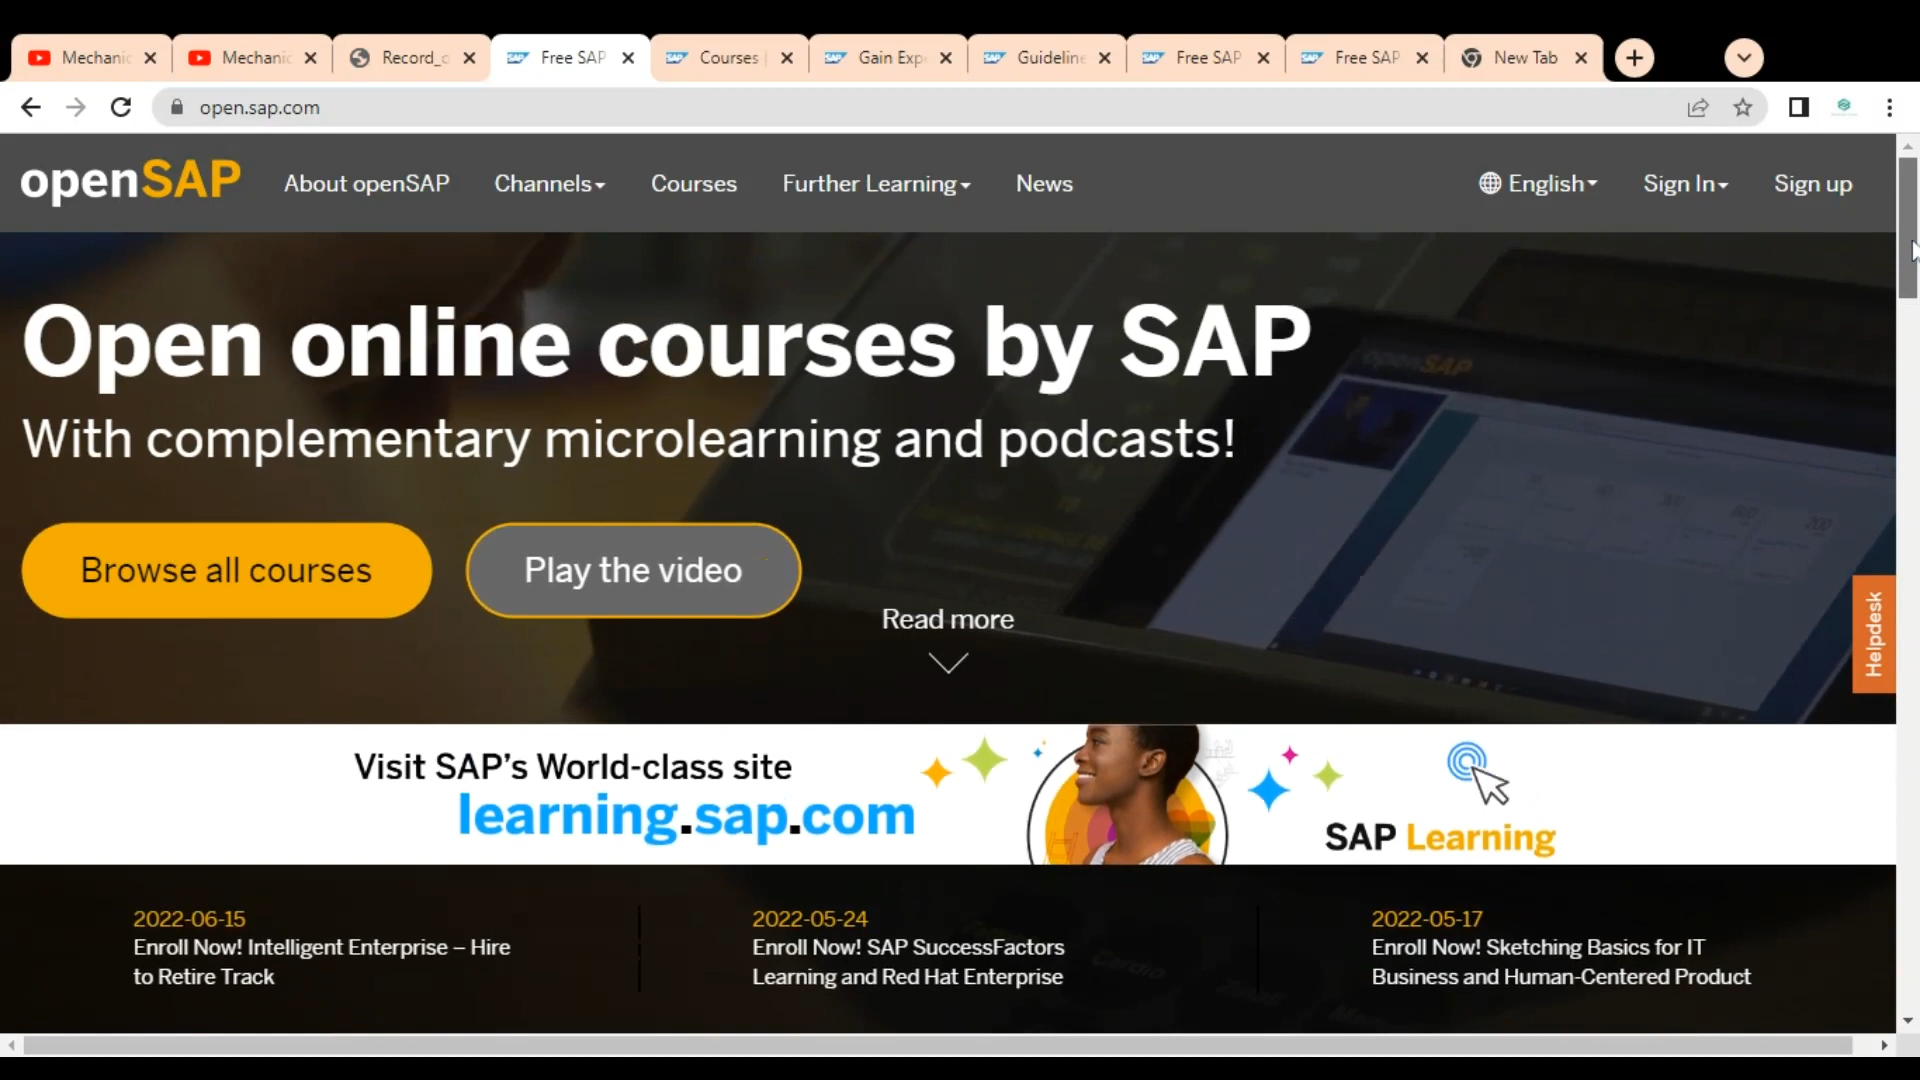 Mechanic
Mechanic
Record_o
Free SAP
Courses
Gain Exp
Guideline
Free SAP
Free SAP
New Tab
open.sap.com
openSAP
About openSAP
Channels
Courses
Further Learning
News
English
Sign In
Sign up
Open online courses by SAP
With complementary microlearning and podcasts!
Browse all courses
Play the video
Read more
Helpdesk
Visit SAP's World-class site
learning.sap.com
SAP Learning
2022-06-15
Enroll Now! Intelligent Enterprise – Hire
to Retire Track
2022-05-24
Enroll Now! SAP SuccessFactors
Learning and Red Hat Enterprise
2022-05-17
Enroll Now! Sketching Basics for IT
Business and Human-Centered Product